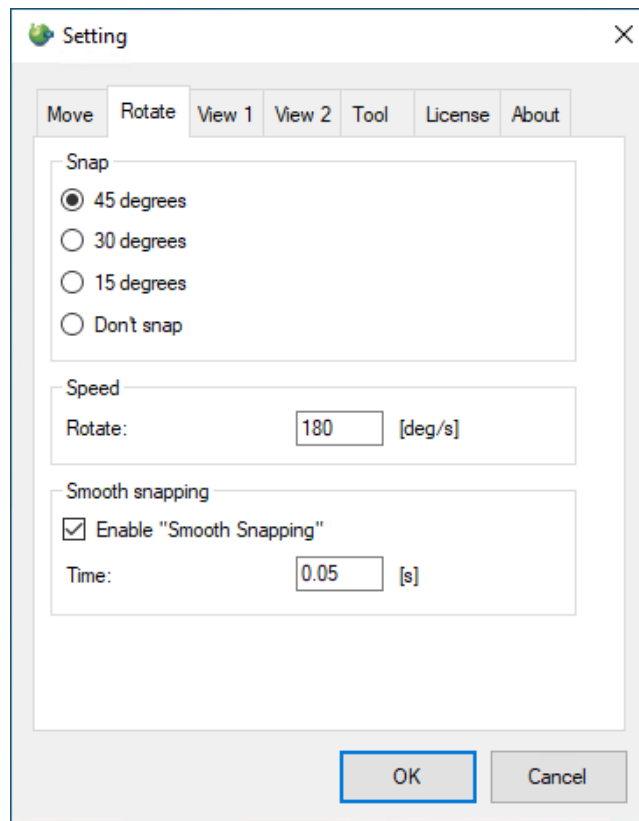 Setting
Move Rotate View 1 View 2 Tool License About
Snap
45 degrees
30 degrees
15 degrees
Don't snap
Speed
Rotate: 180 [deg/s]
Smooth snapping
Enable "Smooth Snapping"
Time: 0.05 [s]
OK Cancel